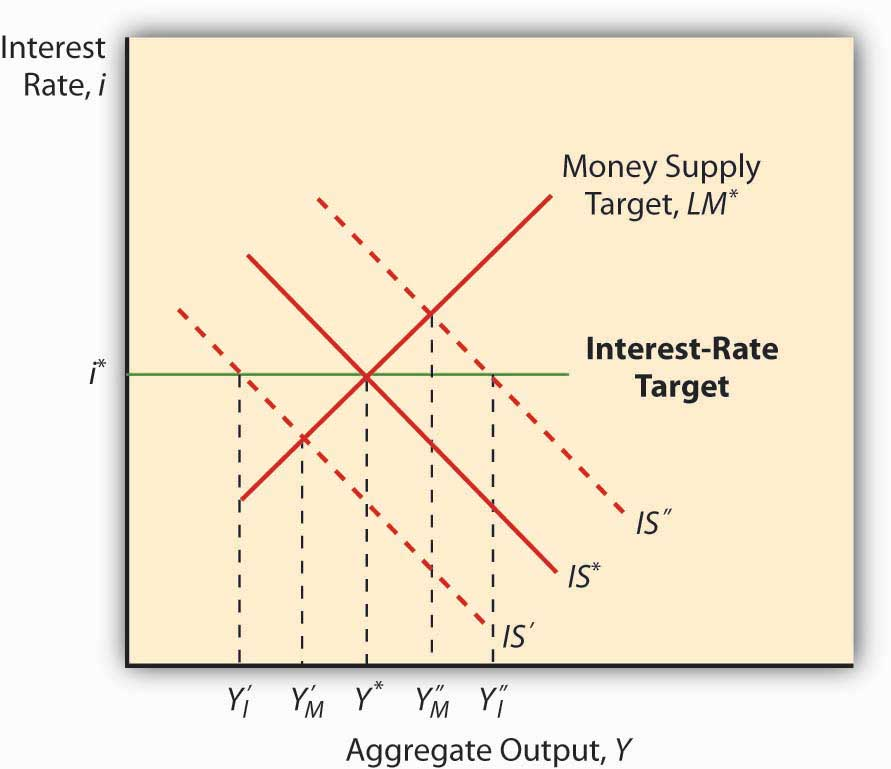 Interest
Rate, i
Money Supply
Target, LM*
i*
Interest-Rate
Target
IS″
IS*
IS′
Y′I Y′M Y* Y″M Y″I
Aggregate Output, Y